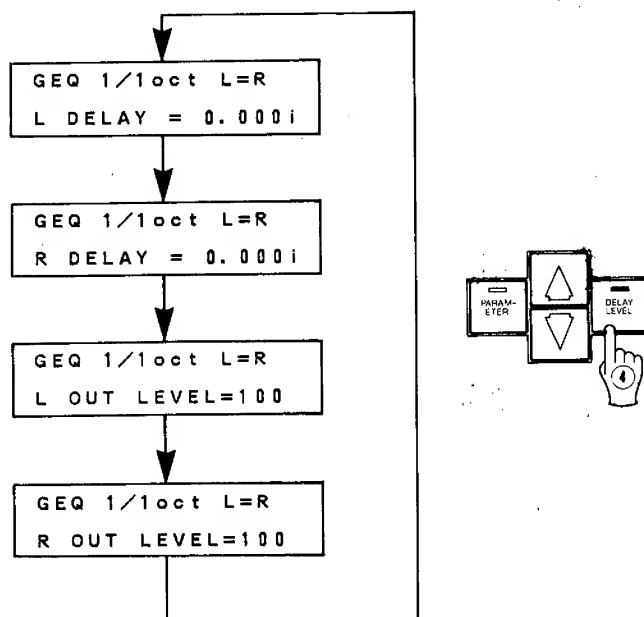 GEQ 1/1oct L=R
L DELAY = 0.000i
GEQ 1/1oct L=R
R DELAY = 0.000i
GEQ 1/1oct L=R
L OUT LEVEL=100
GEQ 1/1oct L=R
R OUT LEVEL=100
PARAM-
ETER
DELAY
LEVEL
4